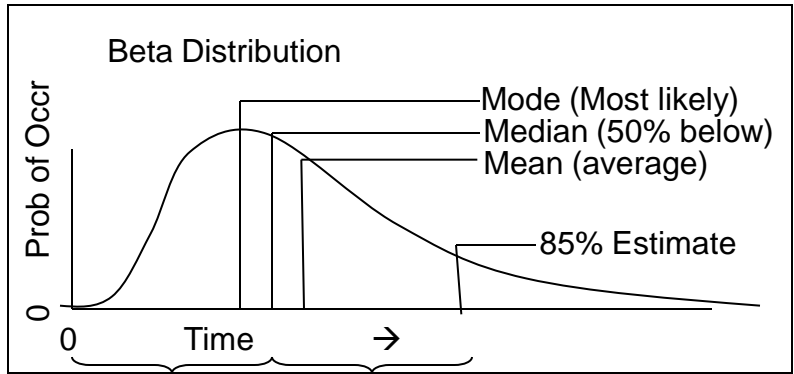 Beta Distribution
Prob of Occr
Mode (Most likely)
Median (50% below)
Mean (average)
85% Estimate
0
0
Time →